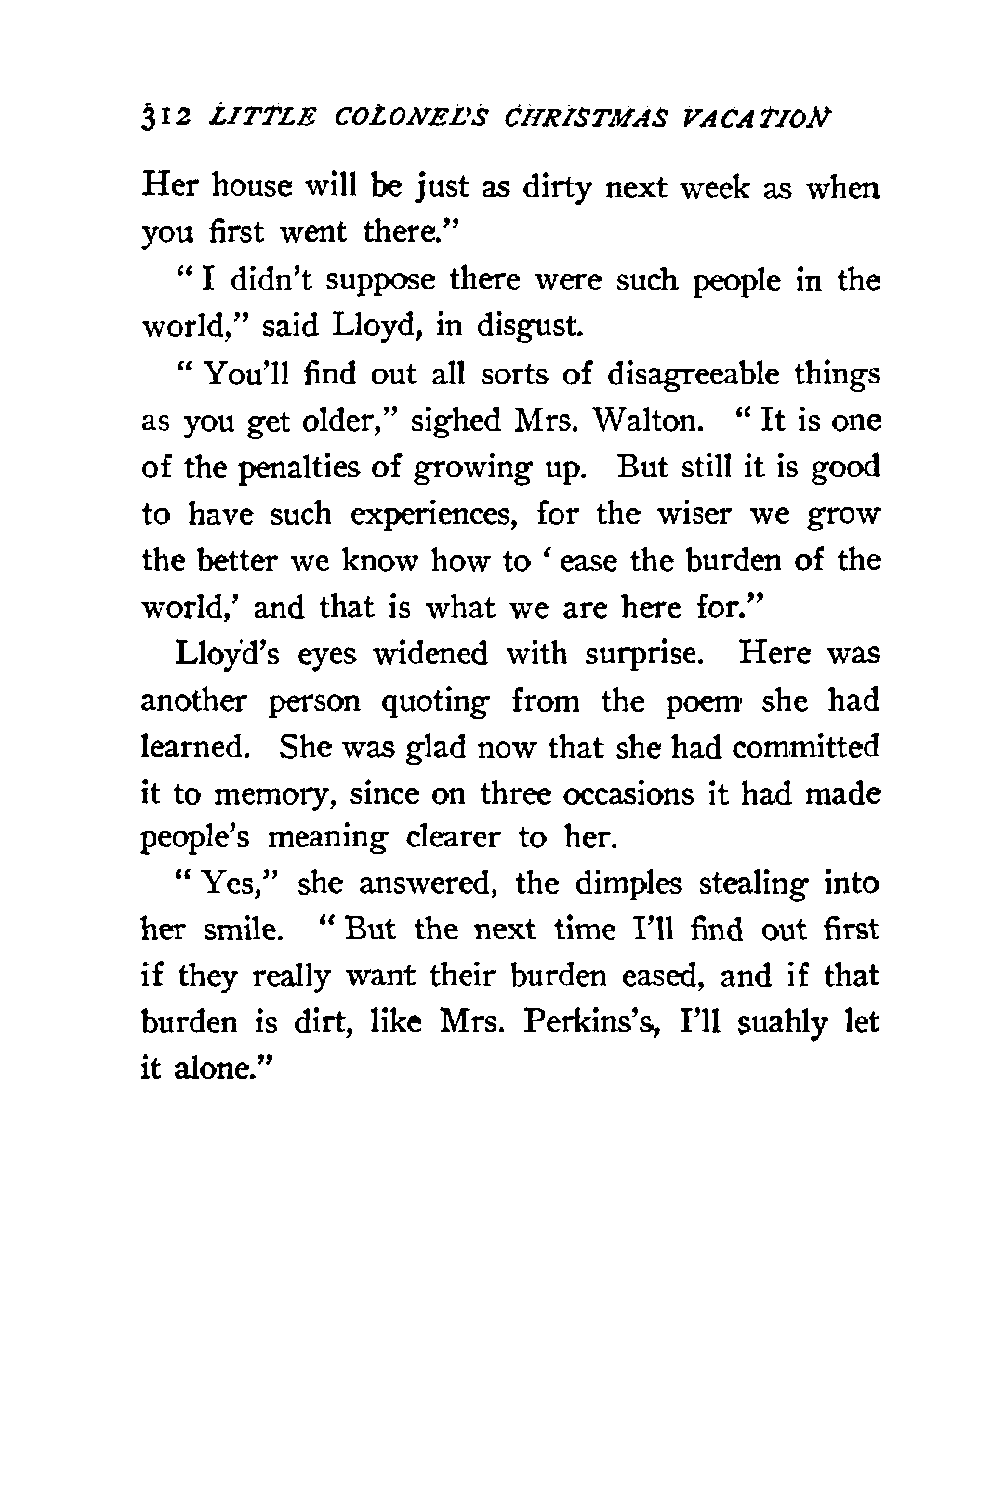 312 LITTLE COLONEL'S CHRISTMAS VACATION
Her house will be just as dirty next week as when
you first went there."
" I didn't suppose there were such people in the
world," said Lloyd, in disgust.
" You'll find out all sorts of disagreeable things
as you get older," sighed Mrs. Walton. " It is one
of the penalties of growing up. But still it is good
to have such experiences, for the wiser we grow
the better we know how to ' ease the burden of the
world,' and that is what we are here for."
Lloyd's eyes widened with surprise. Here was
another person quoting from the poem she had
learned. She was glad now that she had committed
it to memory, since on three occasions it had made
people's meaning clearer to her.
" Yes," she answered, the dimples stealing into
her smile. " But the next time I'll find out first
if they really want their burden eased, and if that
burden is dirt, like Mrs. Perkins's, I'll suahly let
it alone."